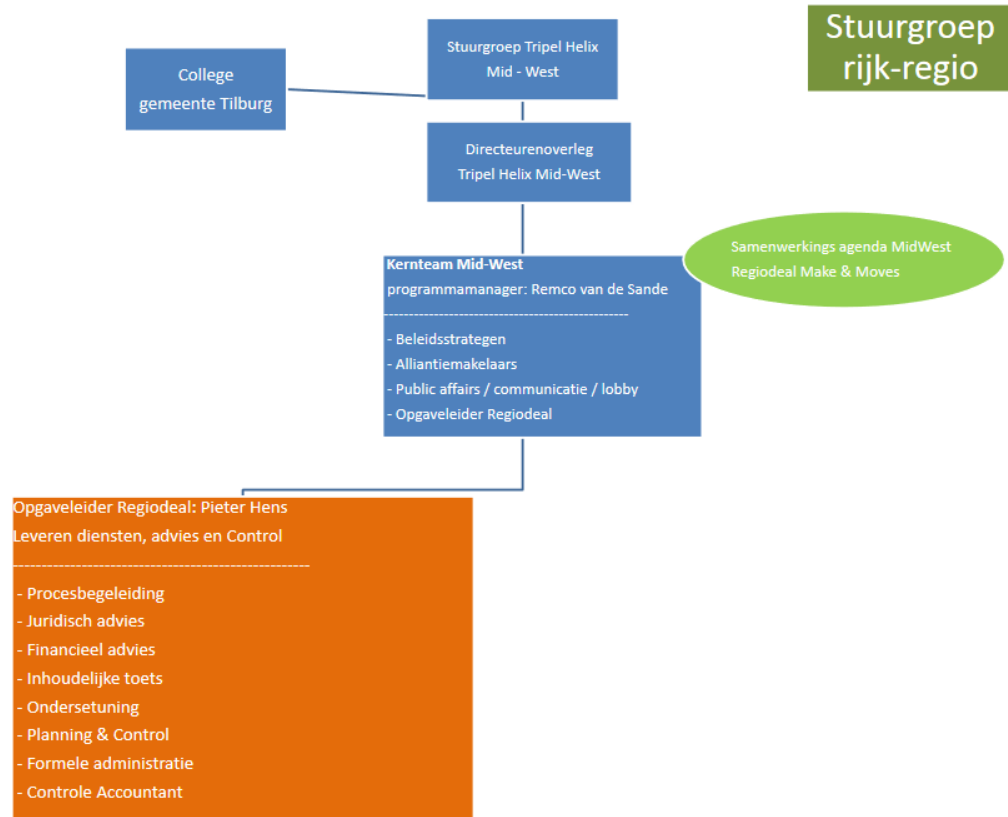 Stuurgroep
rijk-regio
Stuurgroep Tripel Helix
Mid - West
College
gemeente Tilburg
Directeurenoverleg
Tripel Helix Mid-West
Samenwerkings agenda MidWest
Regiodeal Make & Moves
Kernteam Mid-West
programmamanager: Remco van de Sande
------------------------------------------------
- Beleidsstrategen
- Alliantiemakelaars
- Public affairs / communicatie / lobby
- Opgaveleider Regiodeal
Opgaveleider Regiodeal: Pieter Hens
Leveren diensten, advies en Control
----------------------------------------------------
- Procesbegeleiding
- Juridisch advies
- Financieel advies
- Inhoudelijke toets
- Ondersetuning
- Planning & Control
- Formele administratie
- Controle Accountant